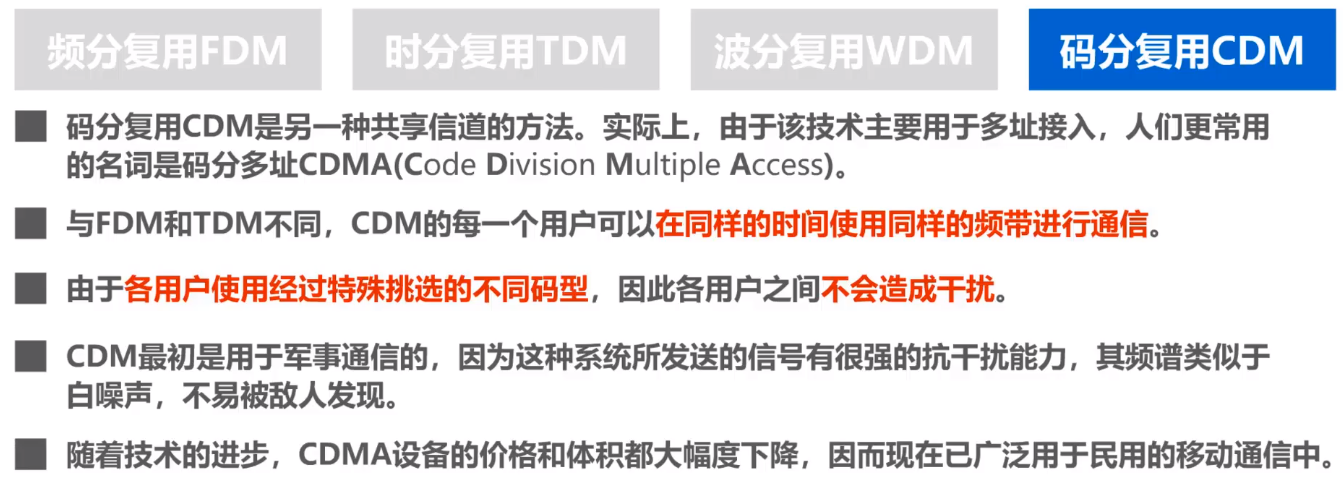 频分复用FDM
时分复用TDM
波分复用WDM
码分复用CDM
码分复用CDM是另一种共享信道的方法。实际上，由于该技术主要用于多址接入，人们更常用
的名词是码分多址CDMA(Code Division Multiple Access)。
与FDM和TDM不同，CDM的每一个用户可以在同样的时间使用同样的频带进行通信。
由于各用户使用经过特殊挑选的不同码型，因此各用户之间不会造成干扰。
CDM最初是用于军事通信的，因为这种系统所发送的信号有很强的抗干扰能力，其频谱类似于
白噪声，不易被敌人发现。
随着技术的进步，CDMA设备的价格和体积都大幅度下降，因而现在已广泛用于民用的移动通信中。